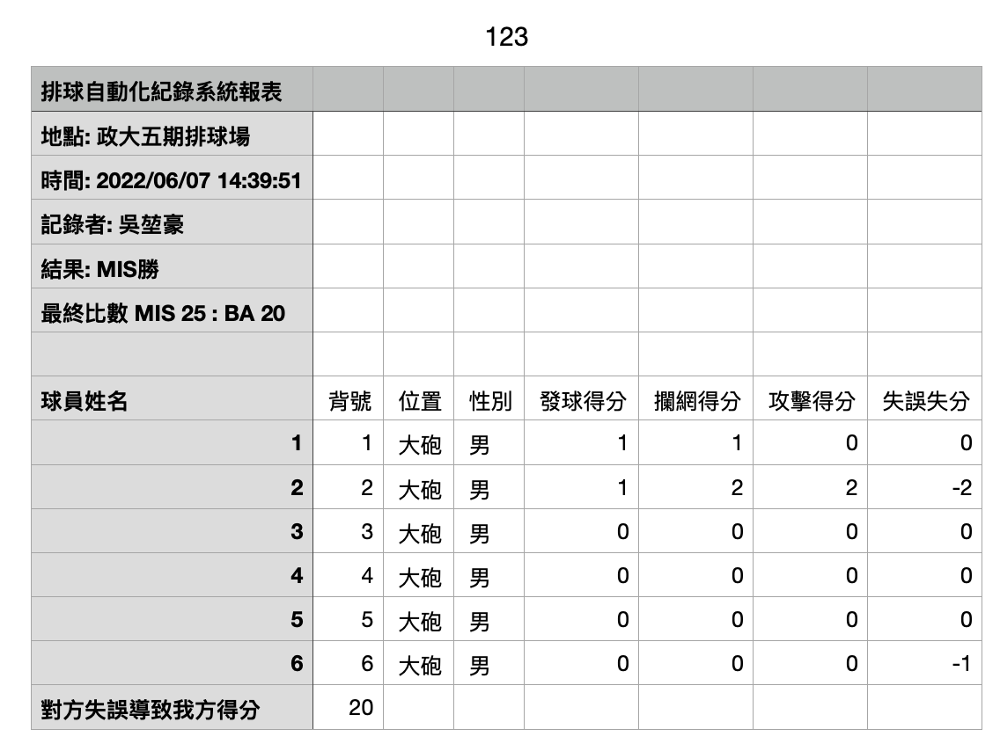 123
排球自動化紀錄系統報表
地點: 政大五期排球場
時間: 2022/06/07 14:39:51
記錄者: 吳堃豪
結果: MIS勝
最終比數 MIS 25 : BA 20
球員姓名 背號 位置 性別 發球得分 攔網得分 攻擊得分 失誤失分
1 1 大砲 男 1 1 0 0
2 2 大砲 男 1 2 2 -2
3 3 大砲 男 0 0 0 0
4 4 大砲 男 0 0 0 0
5 5 大砲 男 0 0 0 0
6 6 大砲 男 0 0 0 -1
對方失誤導致我方得分 20